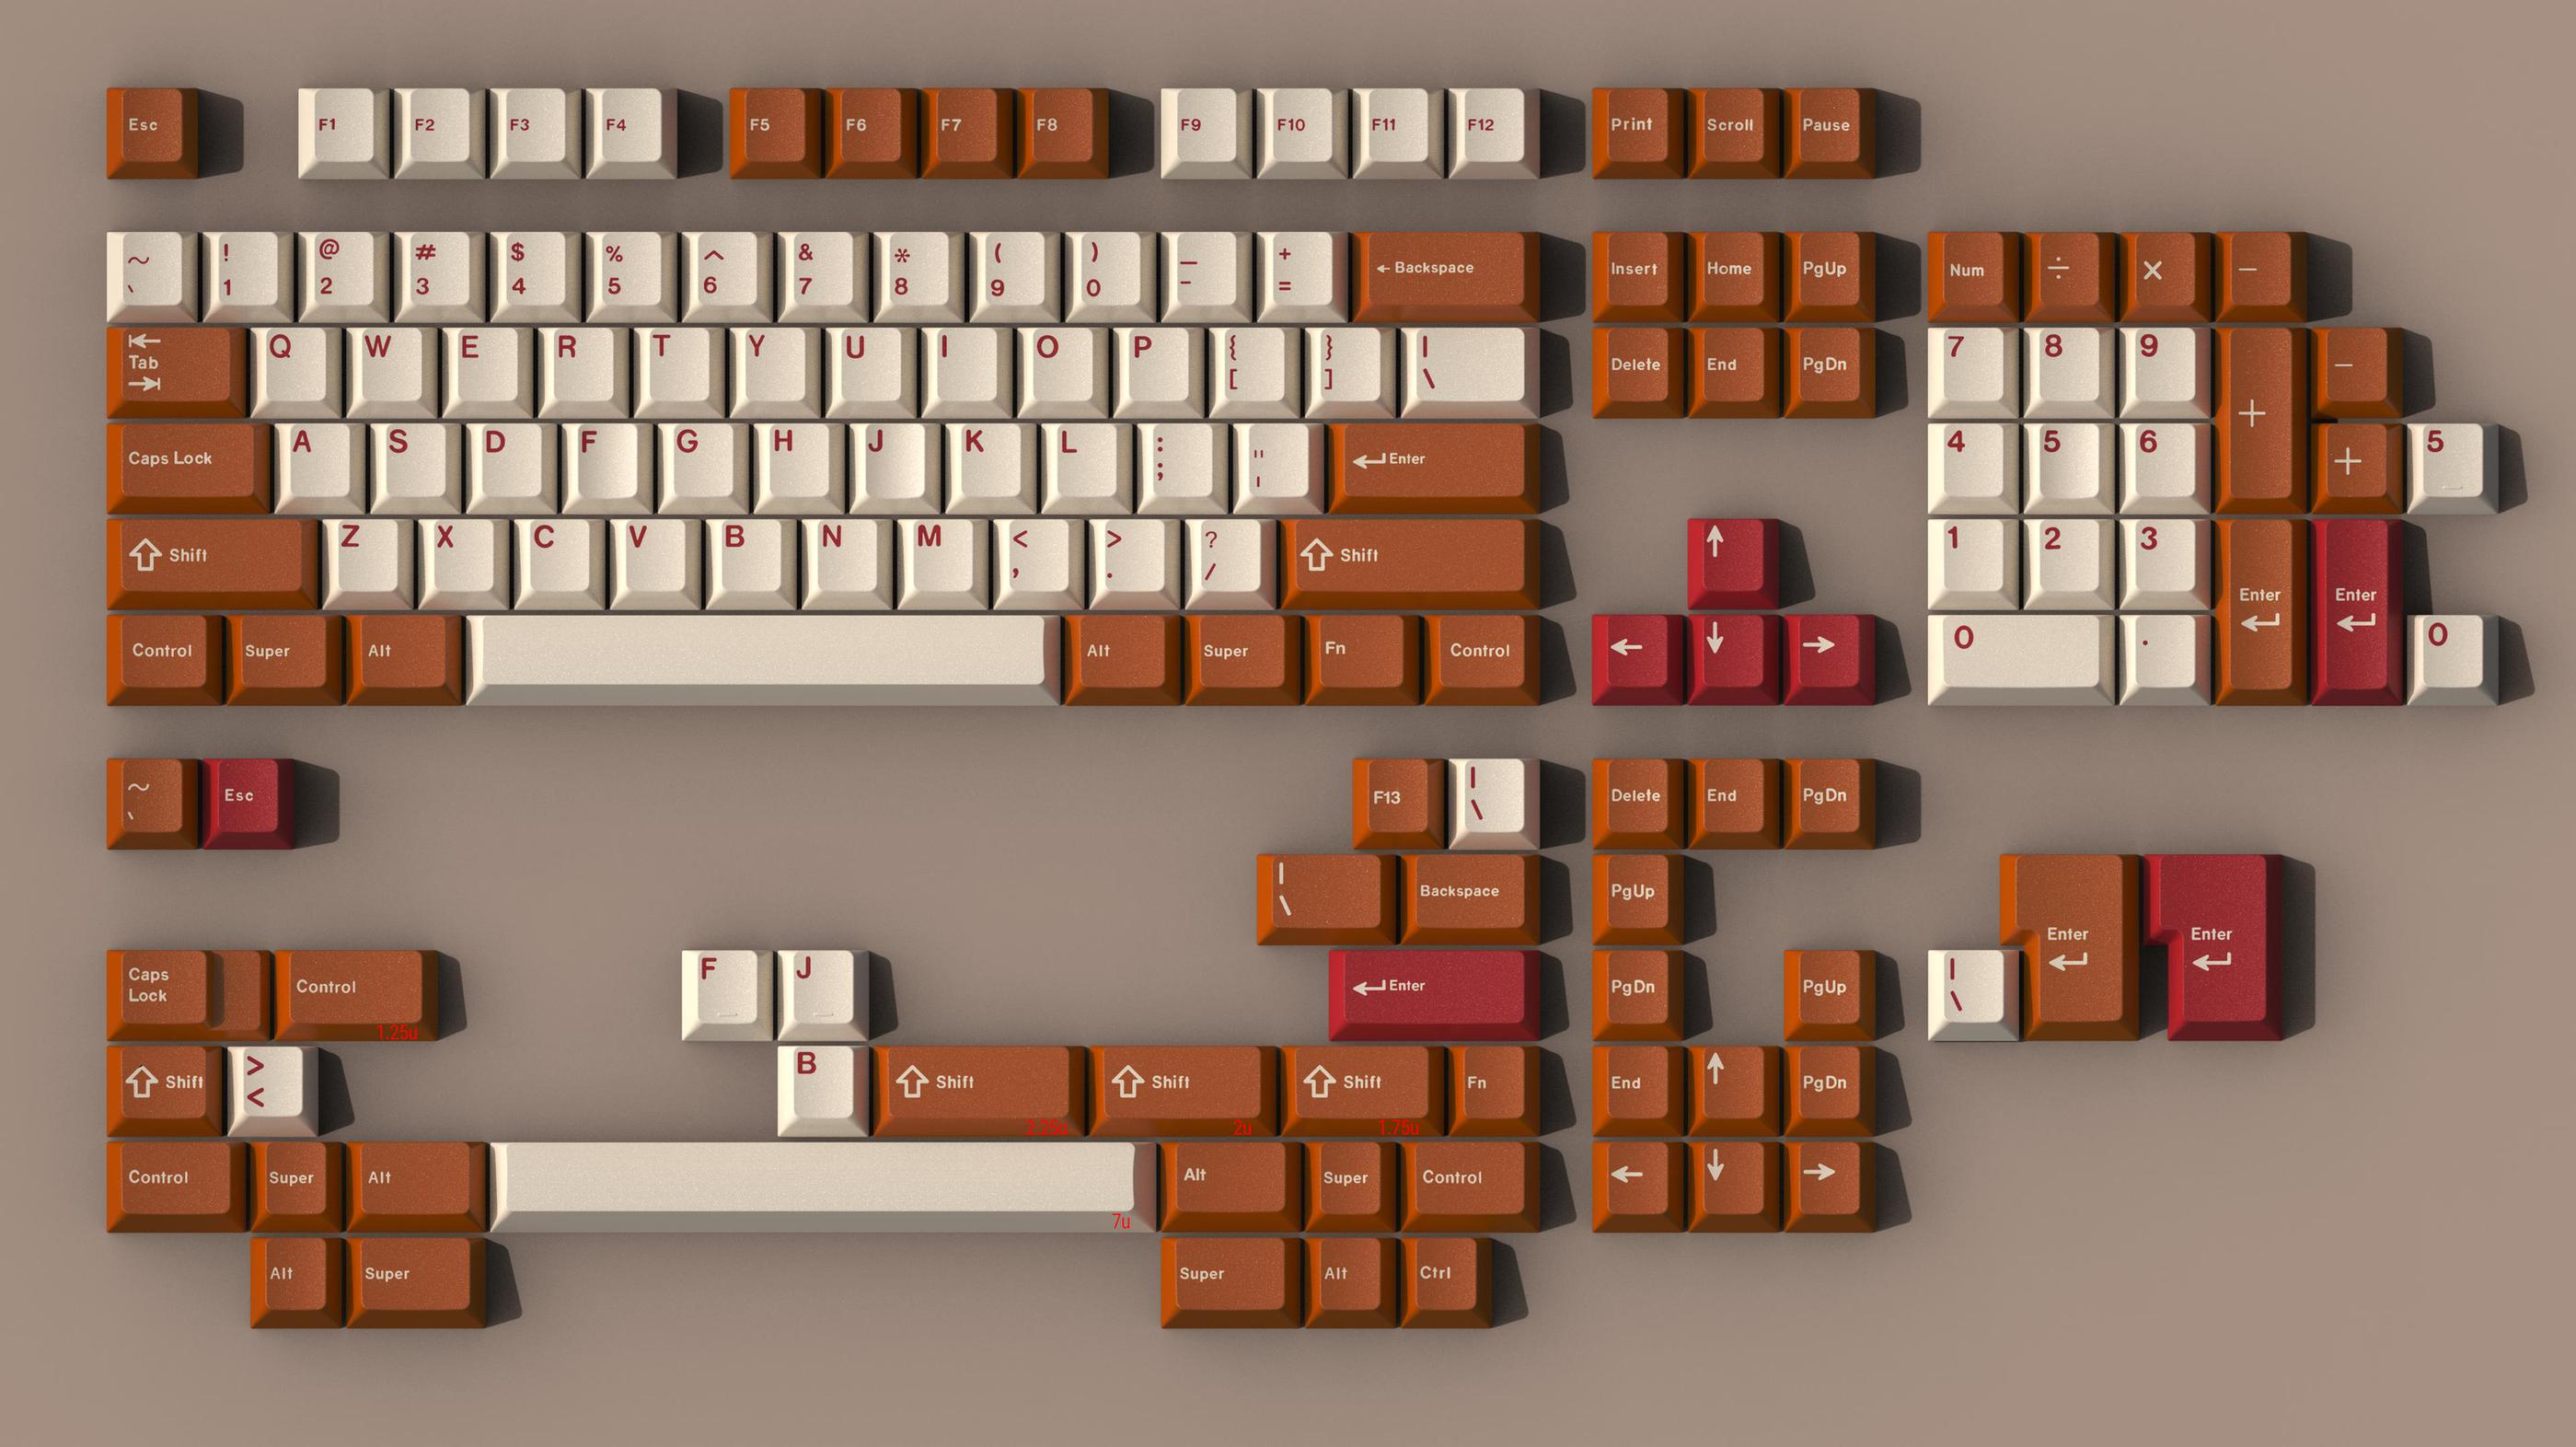 Esc F1 F2 F3 F4 F5 F6 F7 F8 F9 F10 F11 F12 Print Scroll Pause
~ ! @ # $ % ^ & * ( ) _ +
` 1 2 3 4 5 6 7 8 9 0 - = ← Backspace Insert Home PgUp Num ÷ × −
⇤ Tab ⇥ Q W E R T Y U I O P { [ } ] | \ Delete End PgDn 7 8 9 + −
Caps Lock A S D F G H J K L : ; " ' ↵ Enter 4 5 6 + 5
⇧ Shift Z X C V B N M < , > . ? / ⇧ Shift ↑ 1 2 3 Enter ↵ Enter ↵
Control Super Alt Alt Super Fn Control ← ↓ → 0 . 0
~ ` Esc F13 | \ Delete End PgDn
| \ Backspace PgUp Enter ↵ Enter ↵
Caps Lock Control 1.25u F J ↵ Enter PgDn PgUp | \
⇧ Shift > < B ⇧ Shift 2.25u ⇧ Shift 2u ⇧ Shift 1.75u Fn End ↑ PgDn
Control Super Alt 7u Alt Super Control ← ↓ →
Alt Super Super Alt Ctrl